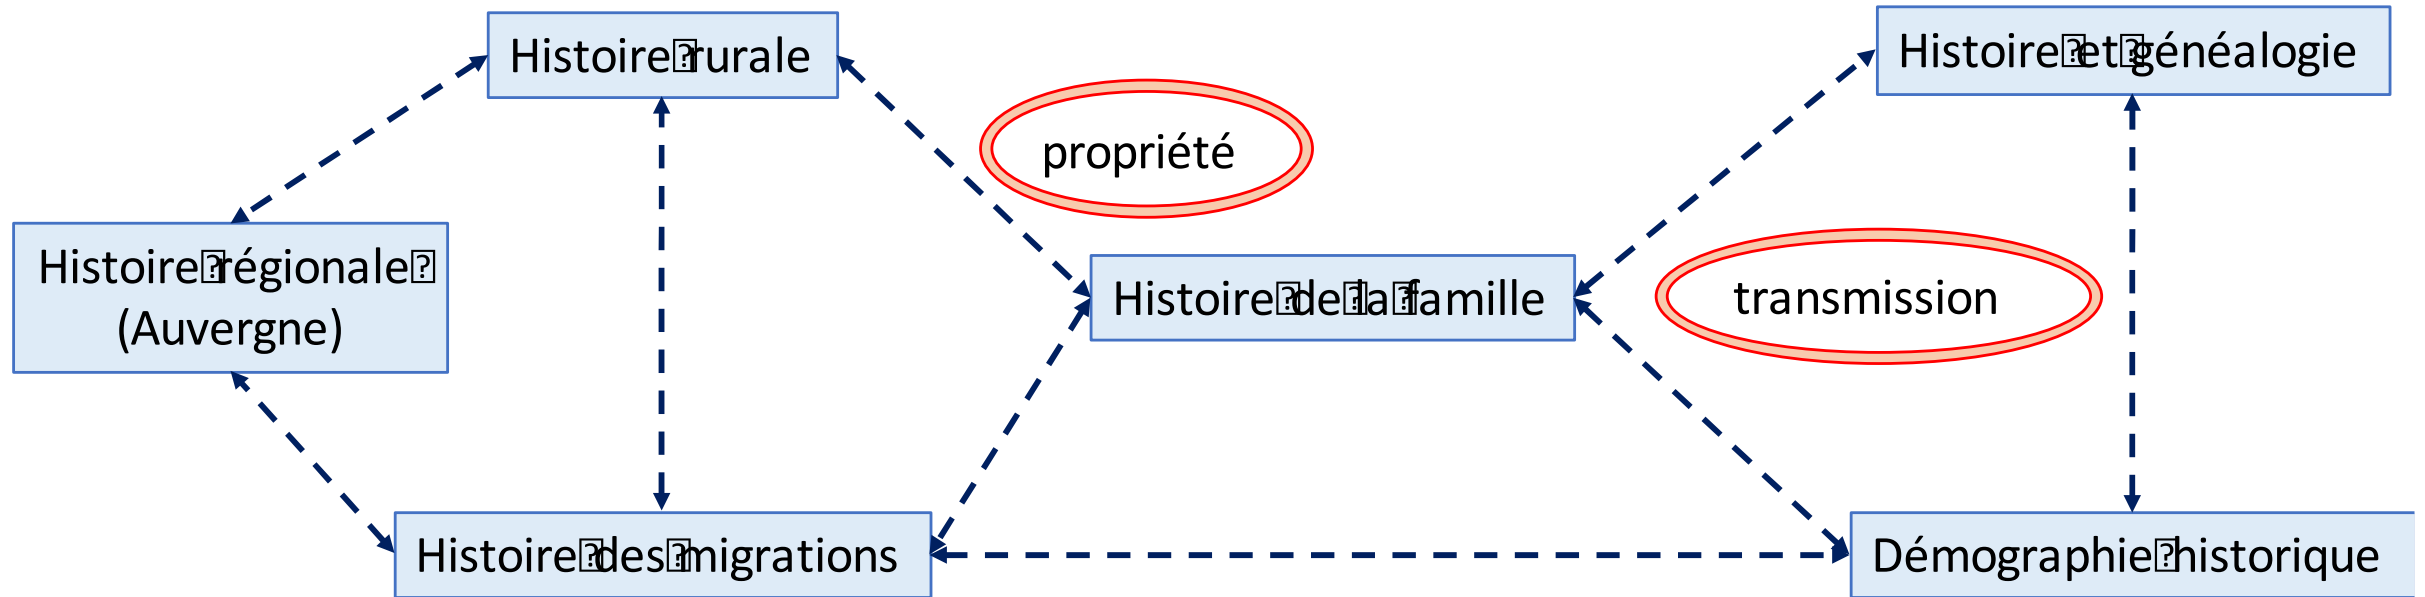 Histoire rurale
Histoire et généalogie
propriété
Histoire régionale
(Auvergne)
Histoire de la famille
transmission
Histoire des migrations
Démographie historique